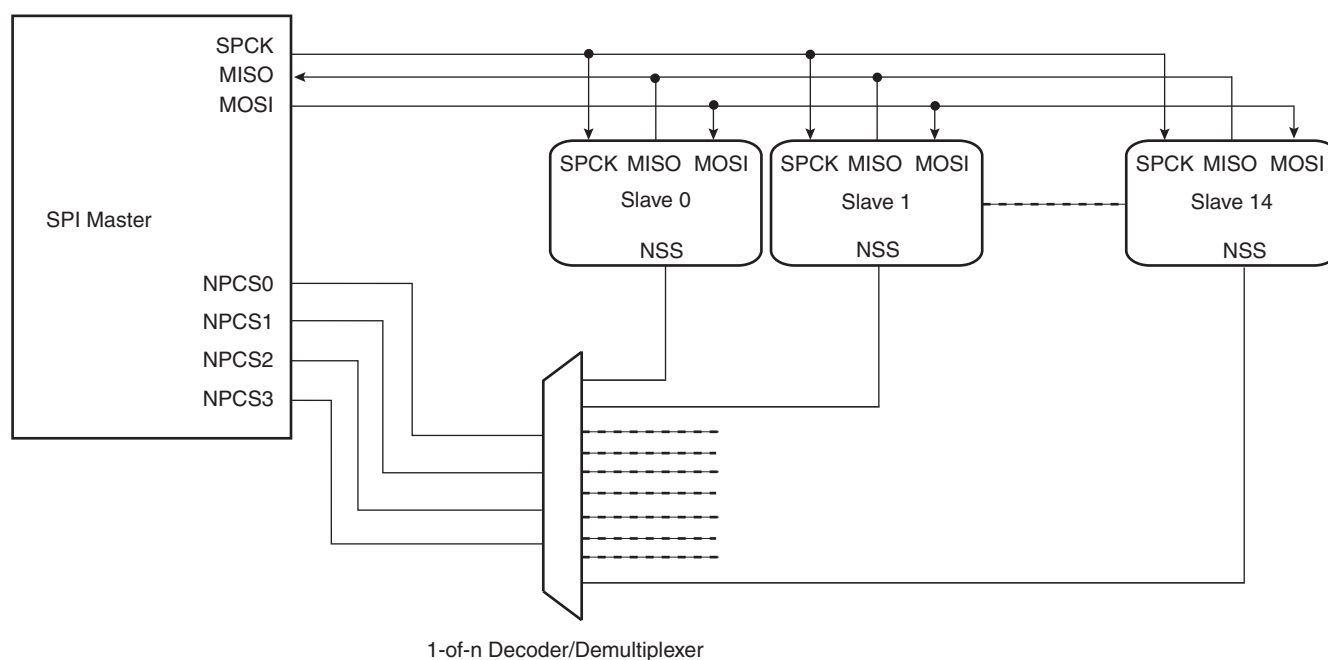 SPCK
MISO
MOSI
SPI Master
NPCS0
NPCS1
NPCS2
NPCS3
SPCK MISO MOSI
Slave 0
NSS
SPCK MISO MOSI
Slave 1
NSS
SPCK MISO MOSI
Slave 14
NSS
1-of-n Decoder/Demultiplexer